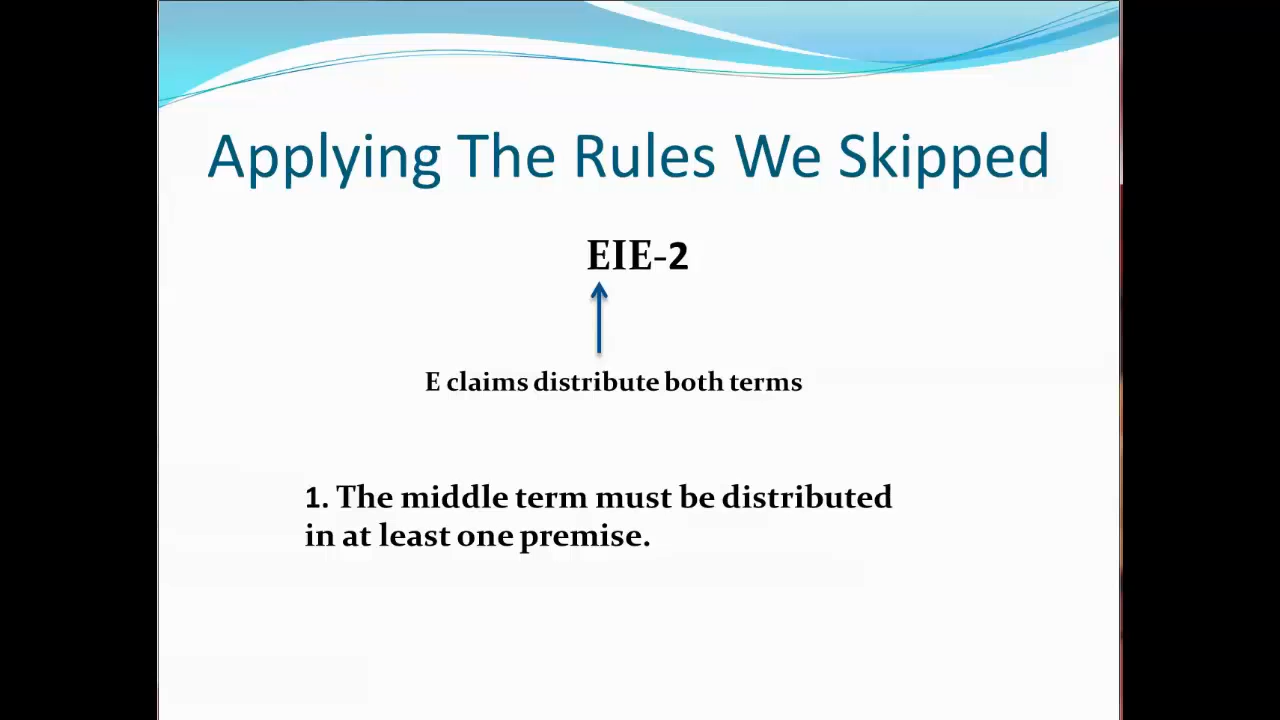 Applying The Rules We Skipped
EIE-2
E claims distribute both terms
1. The middle term must be distributed
in at least one premise.